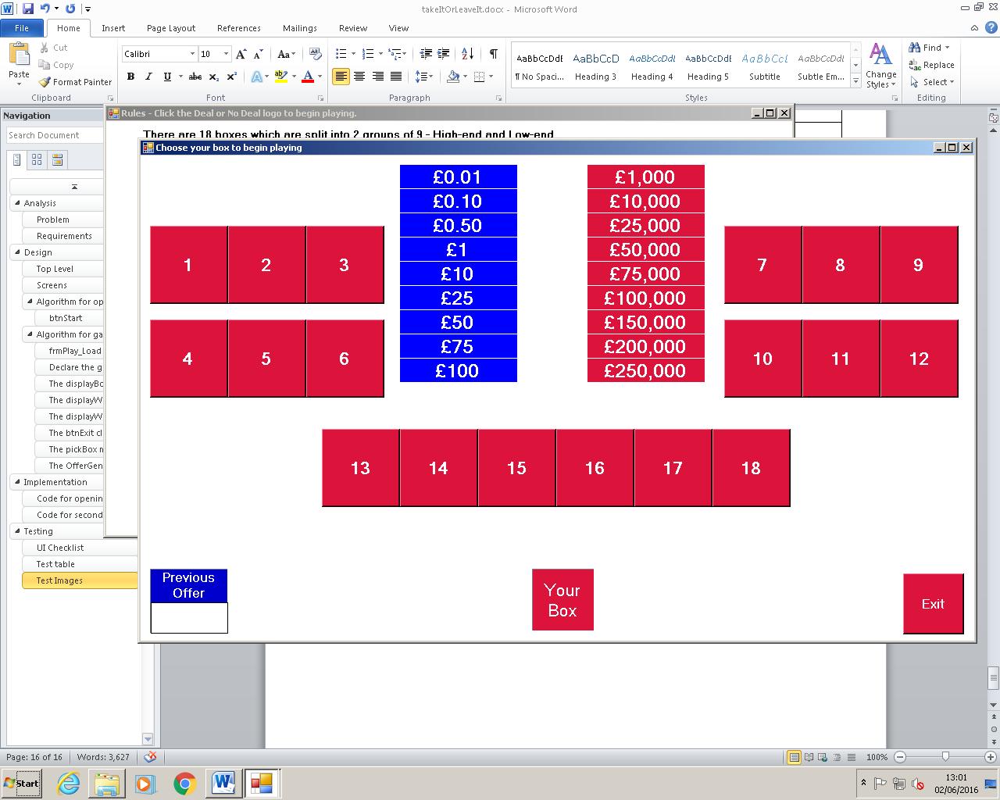 takeItOrLeaveIt.docx - Microsoft Word
File Home Insert Page Layout References Mailings Review View
Paste
Cut
Copy
Format Painter
Clipboard
Calibri 10
Font
Paragraph
AaBbCcDdE AaBbCcD AaBbCcDdI AaBbCcDdE AaBbCcI AaBbCcDdI
¶ No Spaci... Heading 3 Heading 4 Heading 5 Subtitle Subtle Em...
Change Styles
Styles
Find
Replace
Select
Editing
Navigation
Search Document
Analysis
Problem
Requirements
Design
Top Level
Screens
Algorithm for op
btnStart
Algorithm for ga
frmPlay_Load
Declare the g
The displayBo
The displayW
The displayW
The btnExit cl
The pickBox m
The OfferGen
Implementation
Code for openin
Code for second
Testing
UI Checklist
Test table
Test Images
Rules - Click the Deal or No Deal logo to begin playing.
There are 18 boxes which are split into 2 groups of 9 - High-end and Low-end
Choose your box to begin playing
£0.01 £1,000
£0.10 £10,000
£0.50 £25,000
£1 £50,000
£10 £75,000
£25 £100,000
£50 £150,000
£75 £200,000
£100 £250,000
1 2 3 7 8 9
4 5 6 10 11 12
13 14 15 16 17 18
Previous
Offer
Your
Box
Exit
Page: 16 of 16 Words: 3,627 100%
Start
13:01
02/06/2016